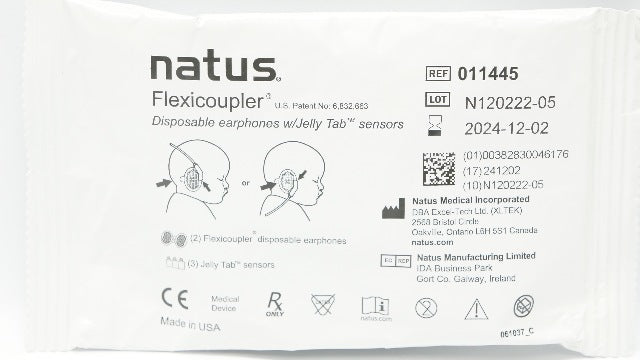 natus®
Flexicoupler® U.S. Patent No: 6,832,663
Disposable earphones w/Jelly Tab™ sensors
or
(2) Flexicoupler® disposable earphones
(3) Jelly Tab™ sensors
REF 011445
LOT N120222-05
2024-12-02
(01)00382830046176
(17)241202
(10)N120222-05
Natus Medical Incorporated
DBA Excel-Tech Ltd. (XLTEK)
2568 Bristol Circle
Oakville, Ontario L6H 5S1 Canada
natus.com
EC REP Natus Manufacturing Limited
IDA Business Park
Gort Co. Galway, Ireland
CE Medical
Device
Rx
ONLY
i
natus.com
2
Made in USA
061037_C